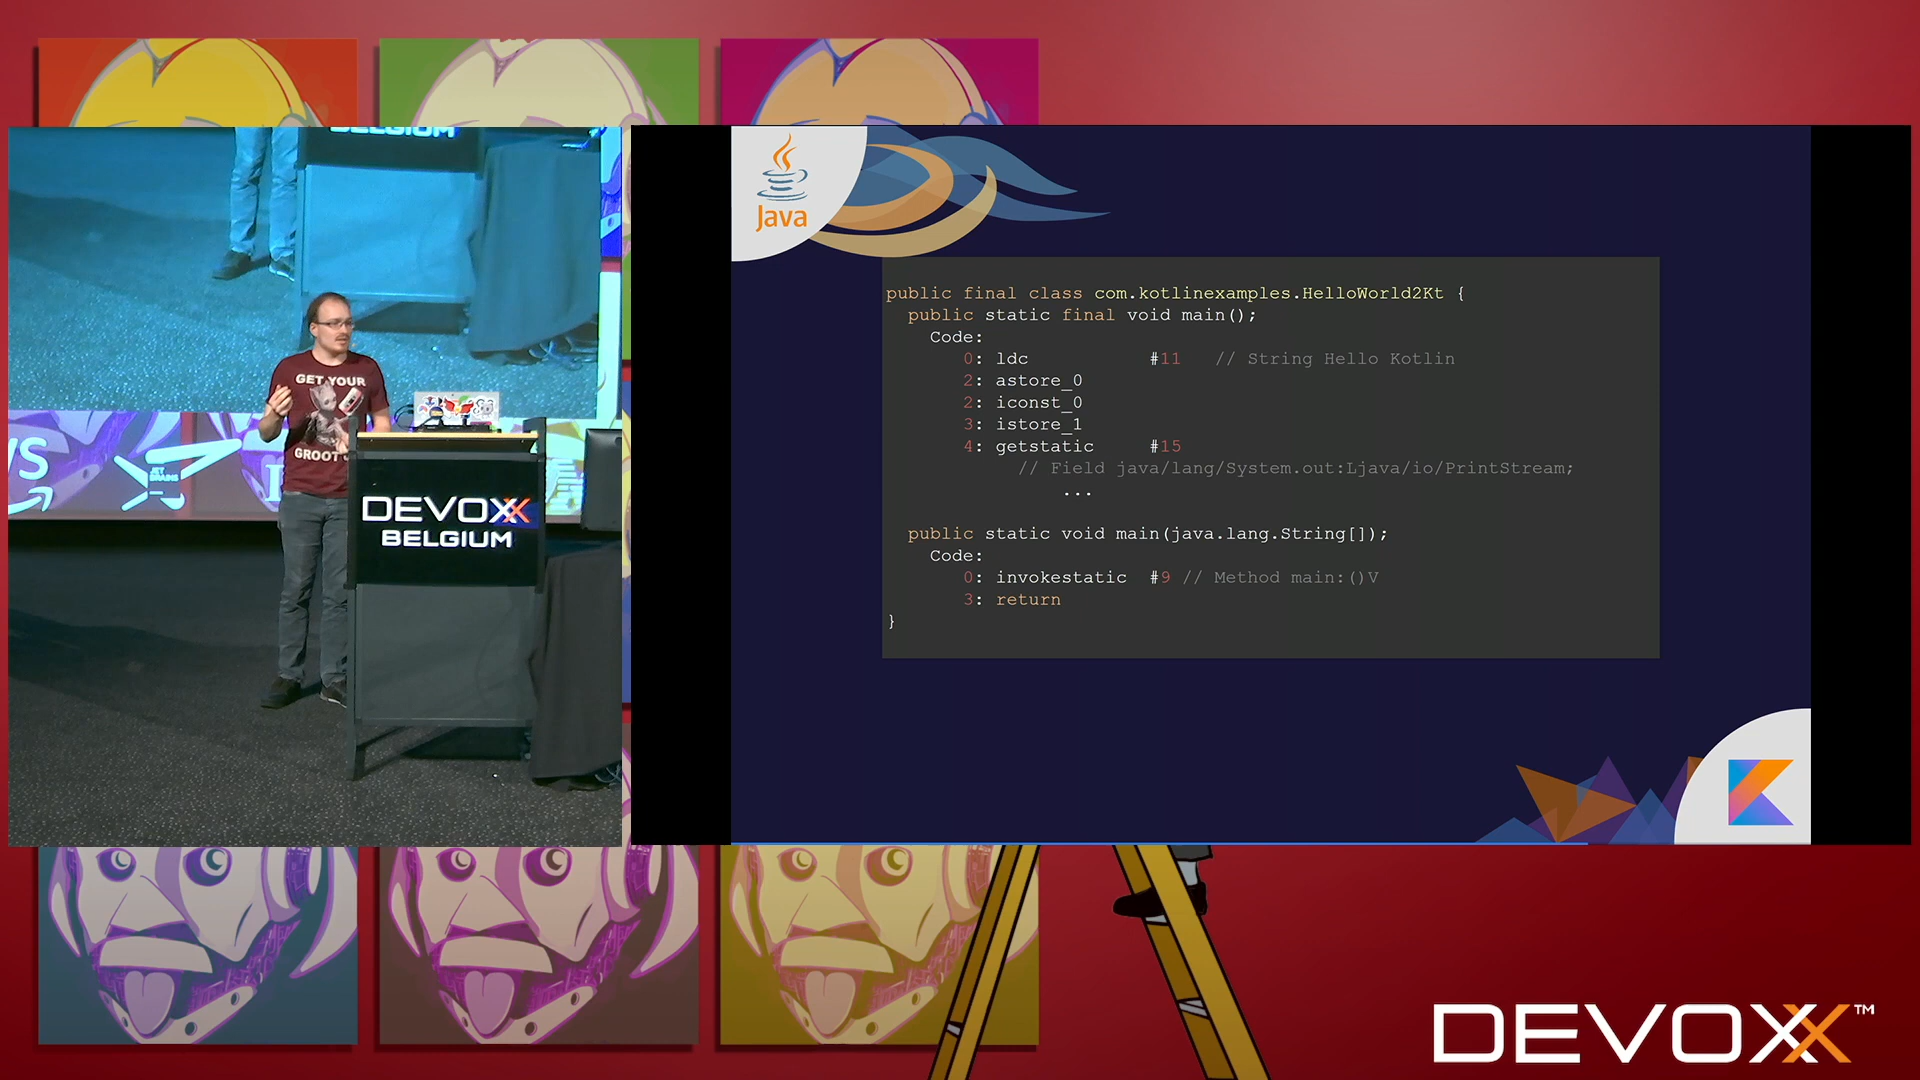 BELGIUM
Java
public final class com.kotlinexamples.HelloWorld2Kt {
public static final void main();
Code:
0: ldc #11 // String Hello Kotlin
2: astore_0
2: iconst_0
3: istore_1
4: getstatic #15
// Field java/lang/System.out:Ljava/io/PrintStream;
...
public static void main(java.lang.String[]);
Code:
0: invokestatic #9 // Method main:()V
3: return
}
GET YOUR
GROOT
JET
BRAINS
DEVOXX
BELGIUM
DEVOXX™